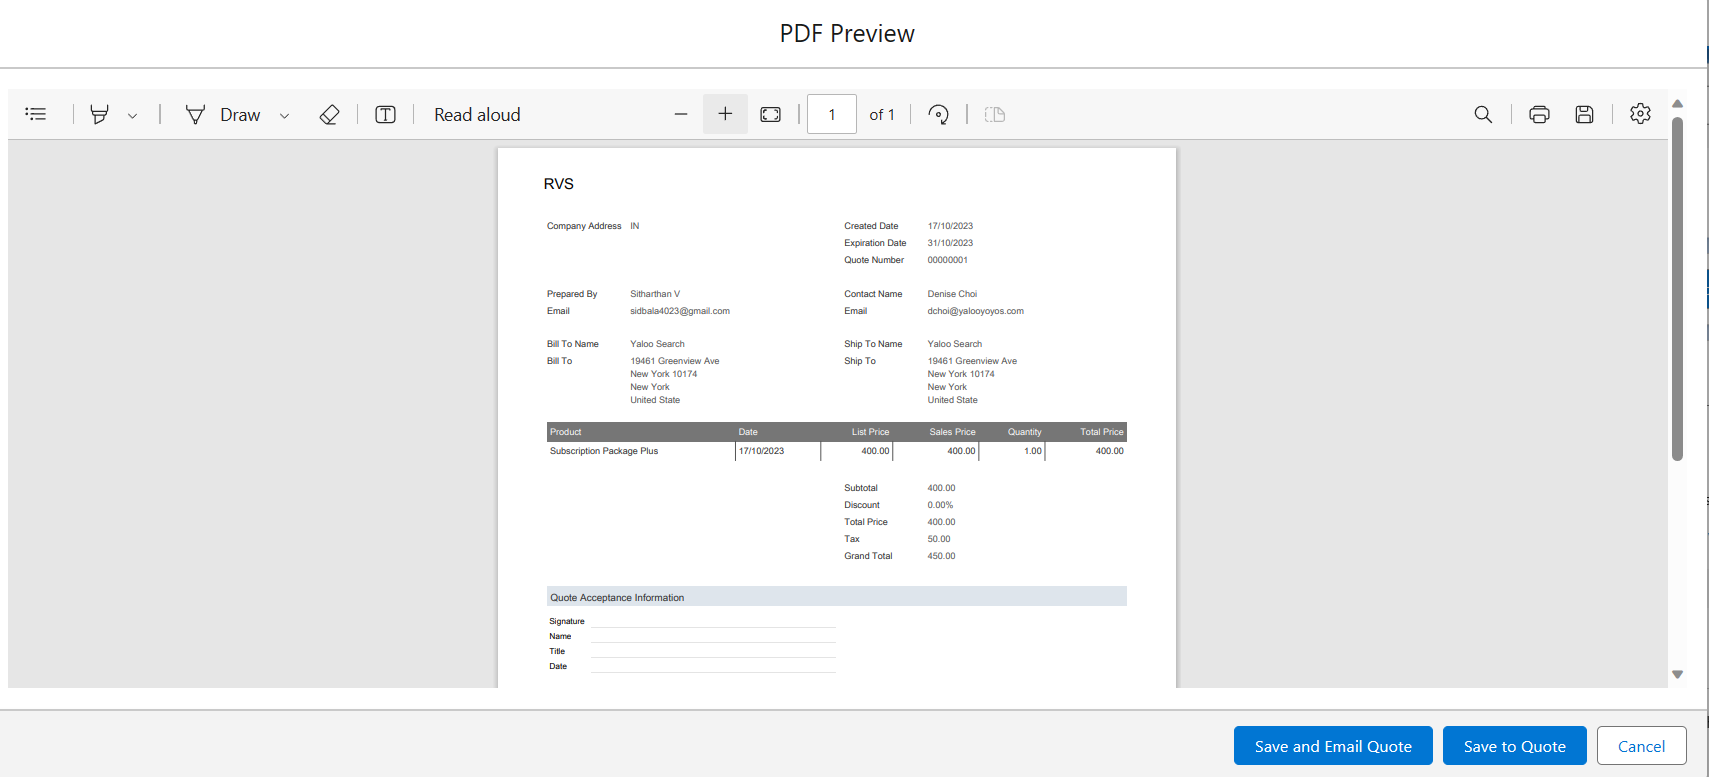 PDF Preview
Draw
Read aloud
1 of 1
RVS
Company Address IN
Created Date 17/10/2023
Expiration Date 31/10/2023
Quote Number 00000001
Prepared By Sitharthan V
Email sidbala4023@gmail.com
Contact Name Denise Choi
Email dchoi@yalooyoyos.com
Bill To Name Yaloo Search
Bill To 19461 Greenview Ave
New York 10174
New York
United State
Ship To Name Yaloo Search
Ship To 19461 Greenview Ave
New York 10174
New York
United State
Product Date List Price Sales Price Quantity Total Price
Subscription Package Plus 17/10/2023 400.00 400.00 1.00 400.00
Subtotal 400.00
Discount 0.00%
Total Price 400.00
Tax 50.00
Grand Total 450.00
Quote Acceptance Information
Signature
Name
Title
Date
Save and Email Quote
Save to Quote
Cancel